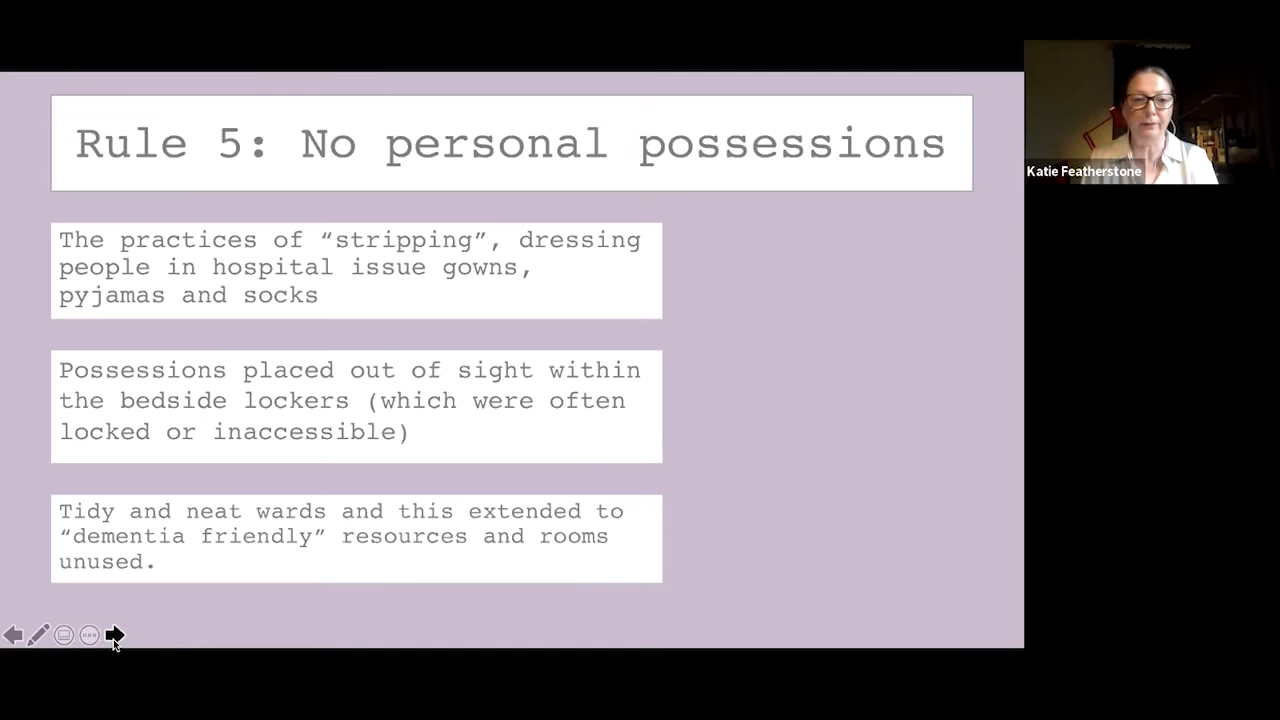 Rule 5: No personal possessions
Katie Featherstone
The practices of “stripping”, dressing
people in hospital issue gowns,
pyjamas and socks
Possessions placed out of sight within
the bedside lockers (which were often
locked or inaccessible)
Tidy and neat wards and this extended to
“dementia friendly” resources and rooms
unused.